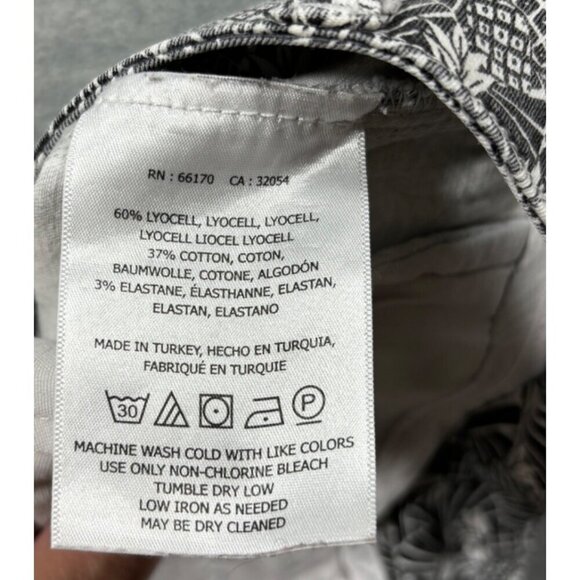 RN : 66170 CA : 32054
60% LYOCELL, LYOCELL, LYOCELL,
LYOCELL LIOCEL LYOCELL
37% COTTON, COTON,
BAUMWOLLE, COTONE, ALGODÓN
3% ELASTANE, ÉLASTHANNE, ELASTAN,
ELASTAN, ELASTANO
MADE IN TURKEY, HECHO EN TURQUIA,
FABRIQUÉ EN TURQUIE
30 P
MACHINE WASH COLD WITH LIKE COLORS
USE ONLY NON-CHLORINE BLEACH
TUMBLE DRY LOW
LOW IRON AS NEEDED
MAY BE DRY CLEANED